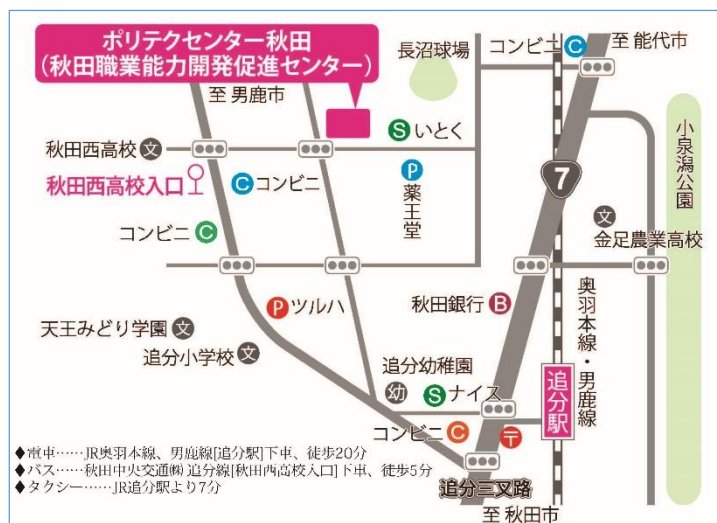 ポリテクセンター秋田
(秋田職業能力開発促進センター)
長沼球場
コンビニ C
至 能代市
至 男鹿市
秋田西高校 文
S いとく
秋田西高校入口
C コンビニ
P
薬王堂
7
小泉潟公園
コンビニ C
文
金足農業高校
P ツルハ
秋田銀行 B
奥羽本線・男鹿線
天王みどり学園 文
追分小学校 文
追分幼稚園
幼
S ナイス
追分駅
コンビニ C
〒
追分三叉路
至 秋田市
◆電車……JR奥羽本線、男鹿線[追分駅]下車、徒歩20分
◆バス……秋田中央交通㈱追分線[秋田西高校入口]下車、徒歩5分
◆タクシー……JR追分駅より7分